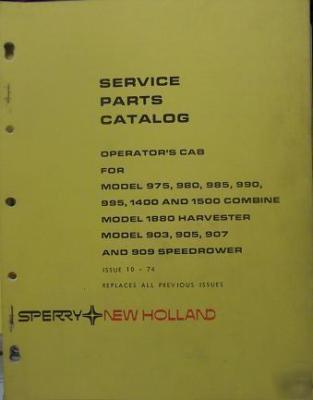 SERVICE
PARTS
CATALOG
OPERATOR'S CAB
FOR
MODEL 975, 980, 985, 990,
995, 1400 AND 1500 COMBINE
MODEL 1880 HARVESTER
MODEL 903, 905, 907
AND 909 SPEEDROWER
ISSUE 10 - 74
REPLACES ALL PREVIOUS ISSUES
SPERRY NEW HOLLAND